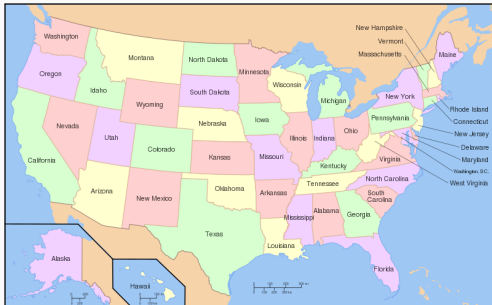 New Hampshire
Vermont
Massachusetts
Washington
Maine
Montana
North Dakota
Minnesota
Oregon
Idaho
Wisconsin
South Dakota
Michigan
New York
Wyoming
Rhode Island
Connecticut
Pennsylvania
Iowa
Nebraska
New Jersey
Nevada
Utah
Ohio
Illinois
Indiana
Delaware
Colorado
Maryland
California
Kansas
Missouri
Virginia
Washington, D.C.
Kentucky
West Virginia
North Carolina
Tennessee
Arizona
Oklahoma
New Mexico
Arkansas
South
Carolina
Mississippi
Alabama
Georgia
Texas
Louisiana
Alaska
Florida
Hawaii